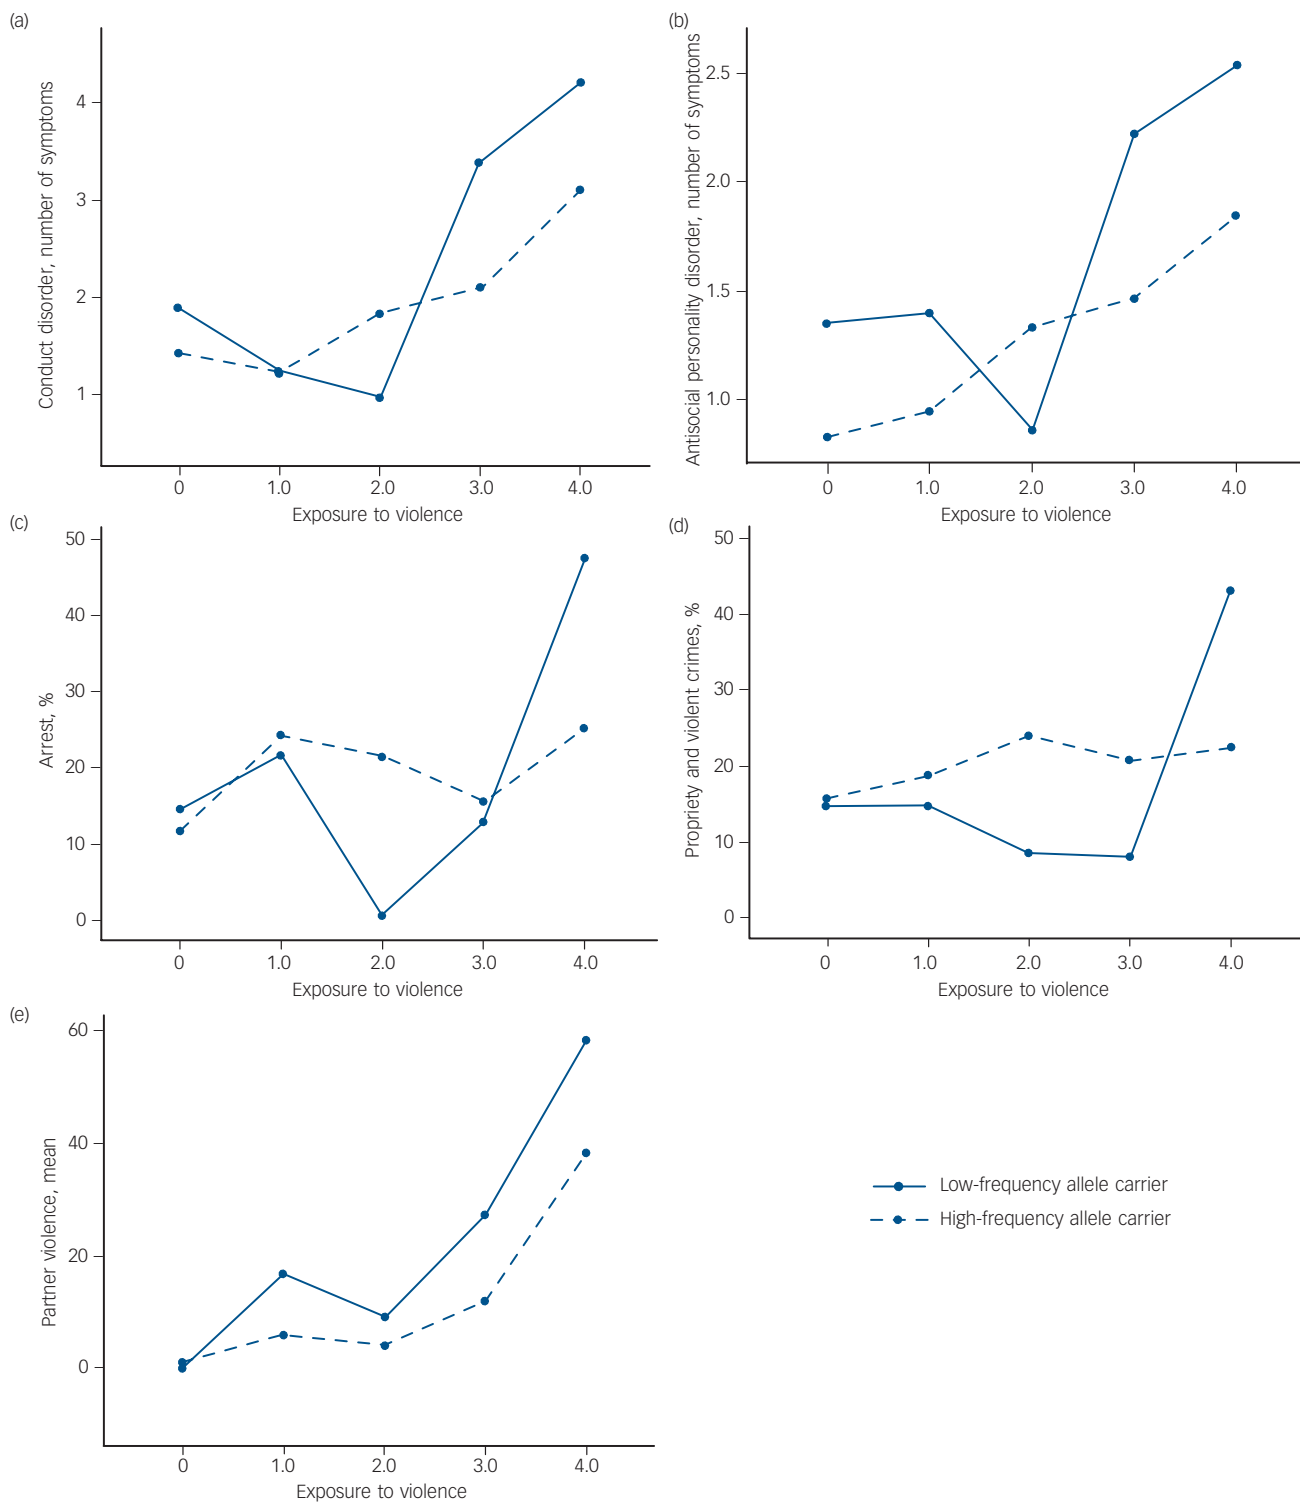 (a)
Conduct disorder, number of symptoms
4
3
2
1
0 1.0 2.0 3.0 4.0
Exposure to violence
(b)
Antisocial personality disorder, number of symptoms
2.5
2.0
1.5
1.0
0 1.0 2.0 3.0 4.0
Exposure to violence
(c)
Arrest, %
50
40
30
20
10
0
0 1.0 2.0 3.0 4.0
Exposure to violence
(d)
Propriety and violent crimes, %
50
40
30
20
10
0
0 1.0 2.0 3.0 4.0
Exposure to violence
(e)
Partner violence, mean
60
40
20
0
0 1.0 2.0 3.0 4.0
Exposure to violence
Low-frequency allele carrier
High-frequency allele carrier